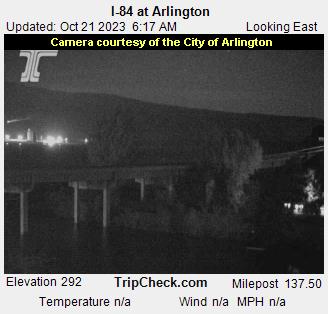 I-84 at Arlington
Updated: Oct 21 2023 6:17 AM Looking East
Camera courtesy of the City of Arlington
Elevation 292 TripCheck.com Milepost 137.50
Temperature n/a Wind n/a MPH n/a